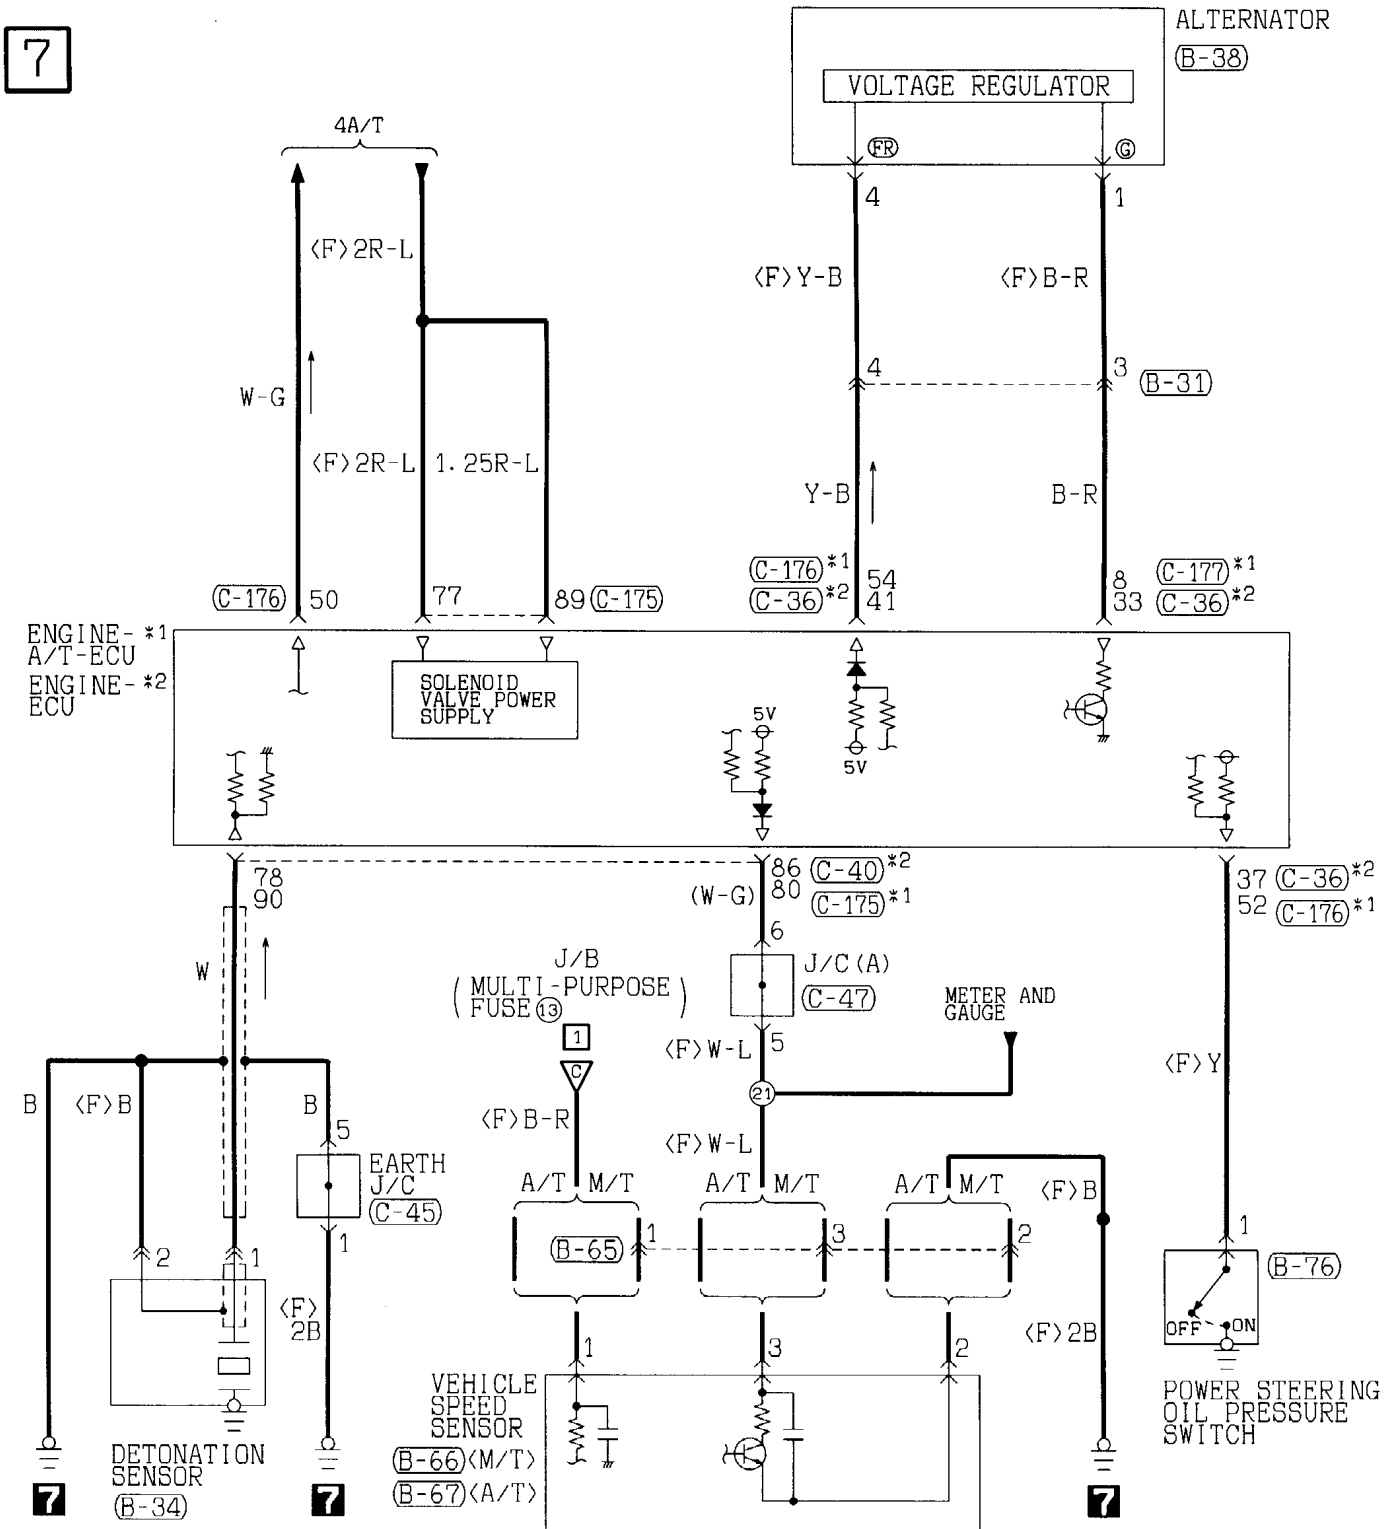 7
ALTERNATOR
(B-38)
VOLTAGE REGULATOR
FR
G
4A/T
4
1
<F>2R-L
<F>Y-B
<F>B-R
4
3
(B-31)
W-G
<F>2R-L
1.25R-L
Y-B
B-R
(C-176)
50
77
89
(C-175)
(C-176)*1
54
(C-36)*2
41
8
(C-177)*1
33
(C-36)*2
ENGINE-*1
A/T-ECU
ENGINE-*2
ECU
SOLENOID
VALVE POWER
SUPPLY
5V
5V
78
90
86
(C-40)*2
80
(C-175)*1
(W-G)
37
(C-36)*2
52
(C-176)*1
6
W
J/B
(MULTI-PURPOSE
FUSE 13)
J/C(A)
(C-47)
METER AND
GAUGE
1
C
<F>W-L
5
21
<F>Y
B
<F>B
B
5
<F>B-R
<F>W-L
EARTH
J/C
(C-45)
A/T
M/T
A/T
M/T
A/T
M/T
<F>B
2
1
1
(B-65)
1
3
2
1
(B-76)
OFF
ON
<F>
2B
<F>2B
1
3
2
VEHICLE
SPEED
SENSOR
(B-66)<M/T>
(B-67)<A/T>
POWER STEERING
OIL PRESSURE
SWITCH
DETONATION
SENSOR
(B-34)
7
7
7